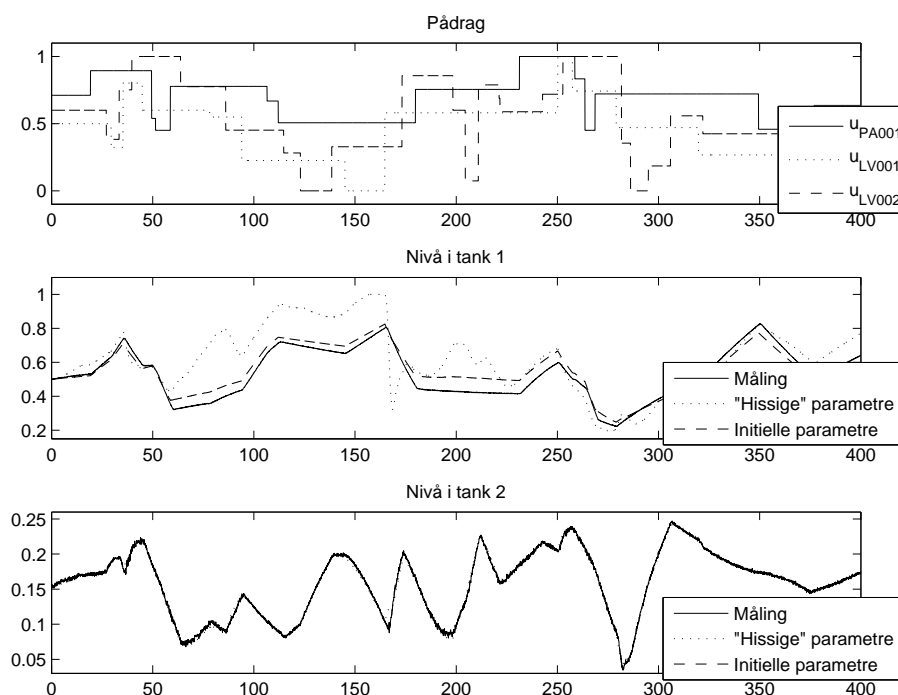 Pådrag
1
0.5
0
u_PA001
u_LV001
u_LV002
0 50 100 150 200 250 300 350 400
Nivå i tank 1
1
0.8
0.6
0.4
0.2
Måling
"Hissige" parametre
Initielle parametre
0 50 100 150 200 250 300 350 400
Nivå i tank 2
0.25
0.2
0.15
0.1
0.05
Måling
"Hissige" parametre
Initielle parametre
0 50 100 150 200 250 300 350 400